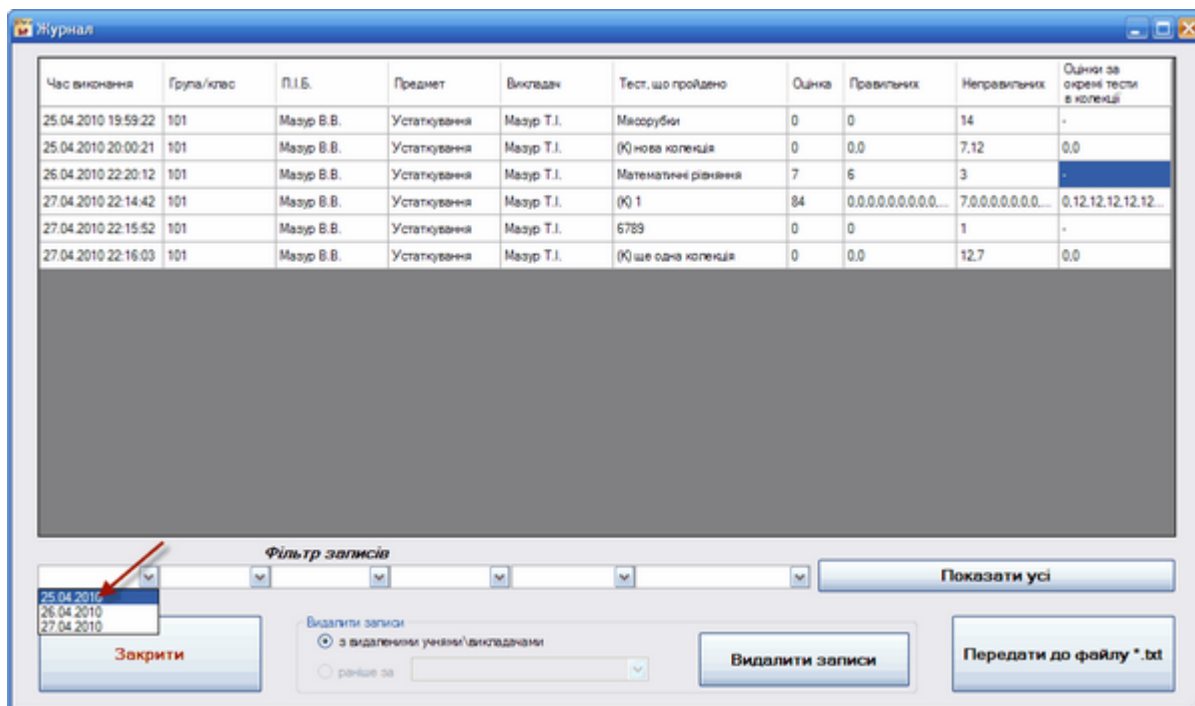 Журнал
Час виконання Група/клас П.І.Б. Предмет Викладач Тест, що пройдено Оцінка Правильних Неправильних Оцінки за окремі тести в колекції
25.04.2010 19:59:22 101 Мазур В.В. Устаткування Мазур Т.І. Мясорубки 0 0 14 -
25.04.2010 20:00:21 101 Мазур В.В. Устаткування Мазур Т.І. (К) нова колекція 0 0,0 7,12 0,0
26.04.2010 22:20:12 101 Мазур В.В. Устаткування Мазур Т.І. Математичні рівняння 7 6 3 -
27.04.2010 22:14:42 101 Мазур В.В. Устаткування Мазур Т.І. (К) 1 84 0,0,0,0,0,0,0,0,0,... 7,0,0,0,0,0,0,... 0,12,12,12,12,12...
27.04.2010 22:15:52 101 Мазур В.В. Устаткування Мазур Т.І. 6789 0 0 1 -
27.04.2010 22:16:03 101 Мазур В.В. Устаткування Мазур Т.І. (К) ще одна колекція 0 0,0 12,7 0,0
Фільтр записів
Показати усі
25.04.2010
26.04.2010
27.04.2010
Закрити
Видалити записи
з видаленими учнями\викладачами
раніше за
Видалити записи
Передати до файлу *.txt